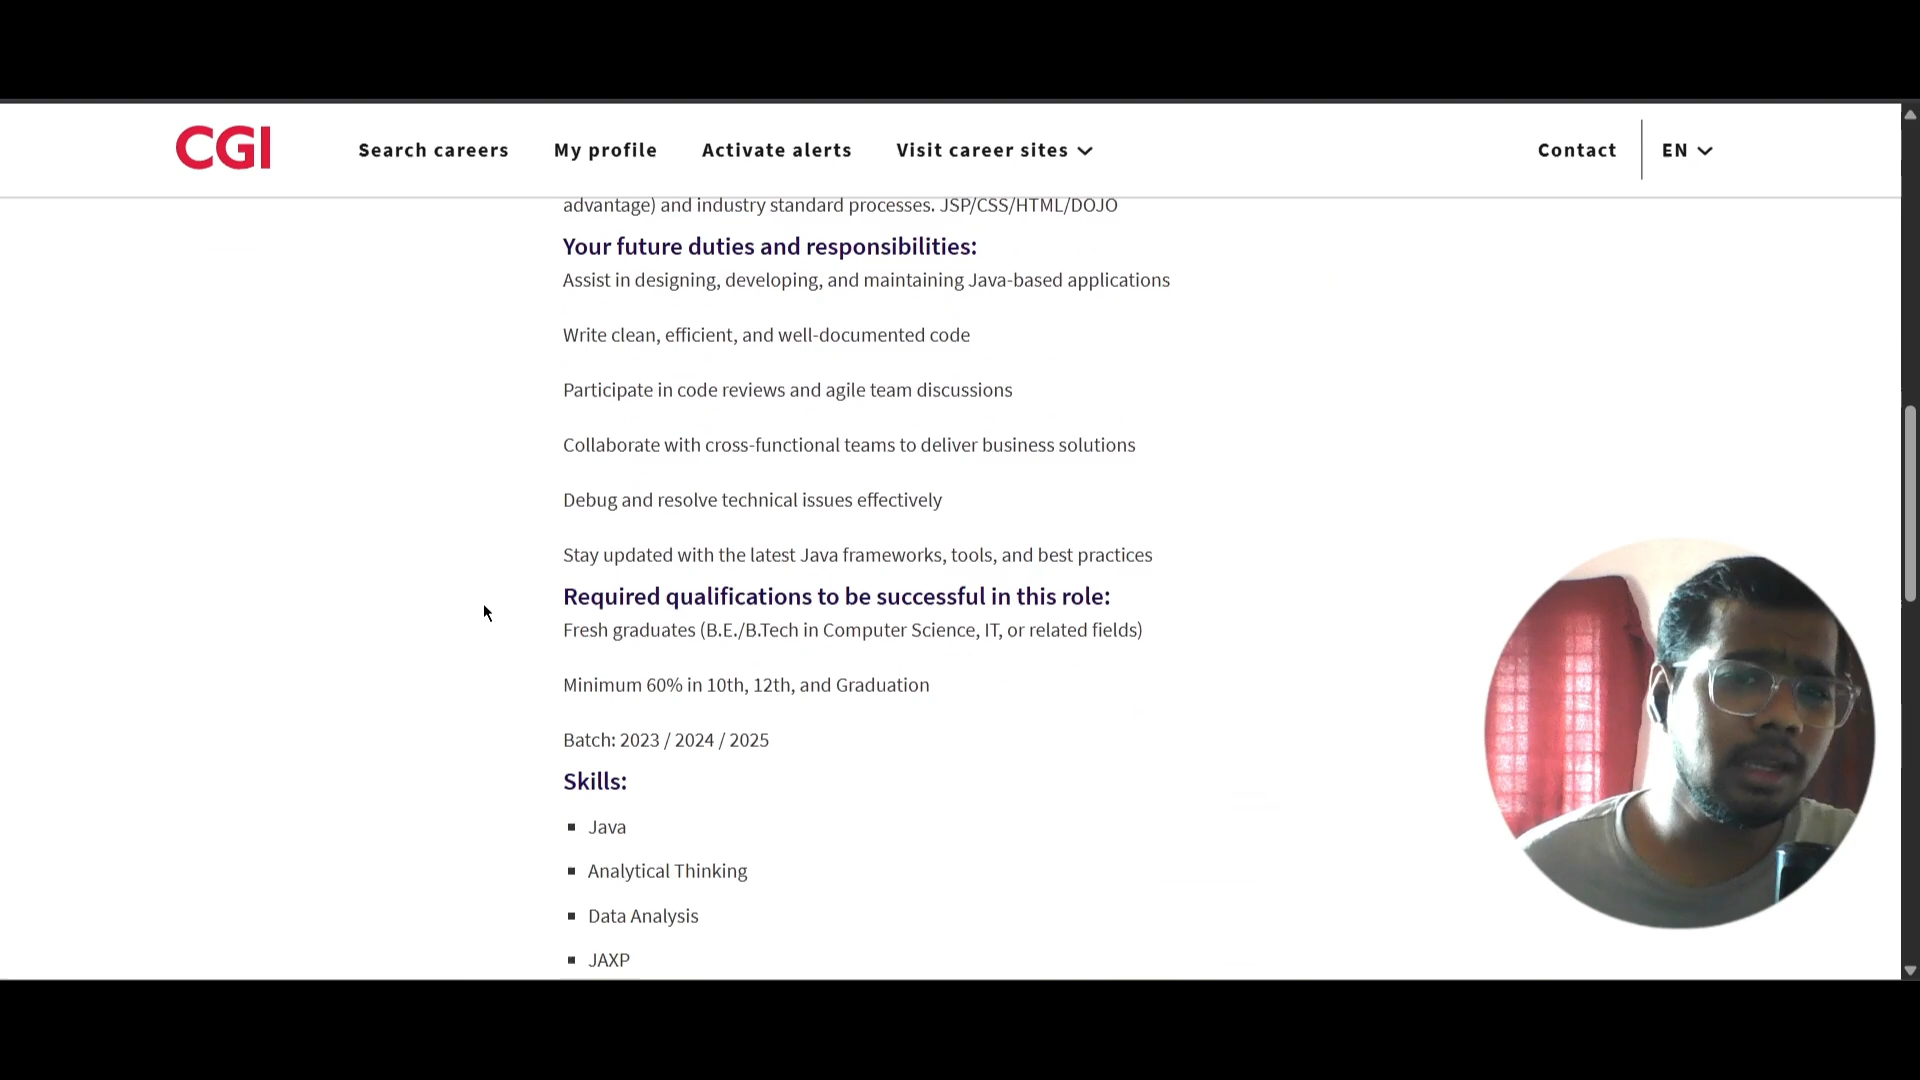 CGI
Search careers
My profile
Activate alerts
Visit career sites
Contact
EN
advantage) and industry standard processes. JSP/CSS/HTML/DOJO
Your future duties and responsibilities:
Assist in designing, developing, and maintaining Java-based applications
Write clean, efficient, and well-documented code
Participate in code reviews and agile team discussions
Collaborate with cross-functional teams to deliver business solutions
Debug and resolve technical issues effectively
Stay updated with the latest Java frameworks, tools, and best practices
Required qualifications to be successful in this role:
Fresh graduates (B.E./B.Tech in Computer Science, IT, or related fields)
Minimum 60% in 10th, 12th, and Graduation
Batch: 2023 / 2024 / 2025
Skills:
Java
Analytical Thinking
Data Analysis
JAXP